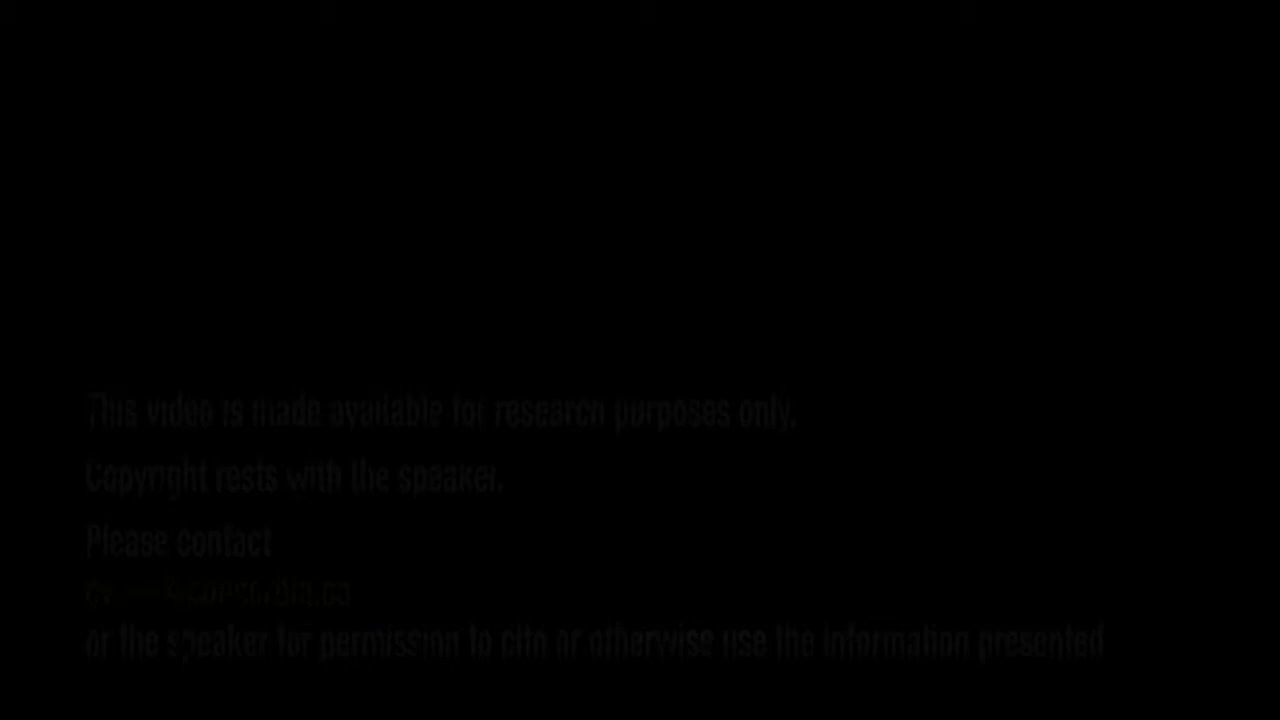 This video is made available for research purposes only.
Copyright rests with the speaker.
Please contact
or the speaker for permission to cite or otherwise use the information presented